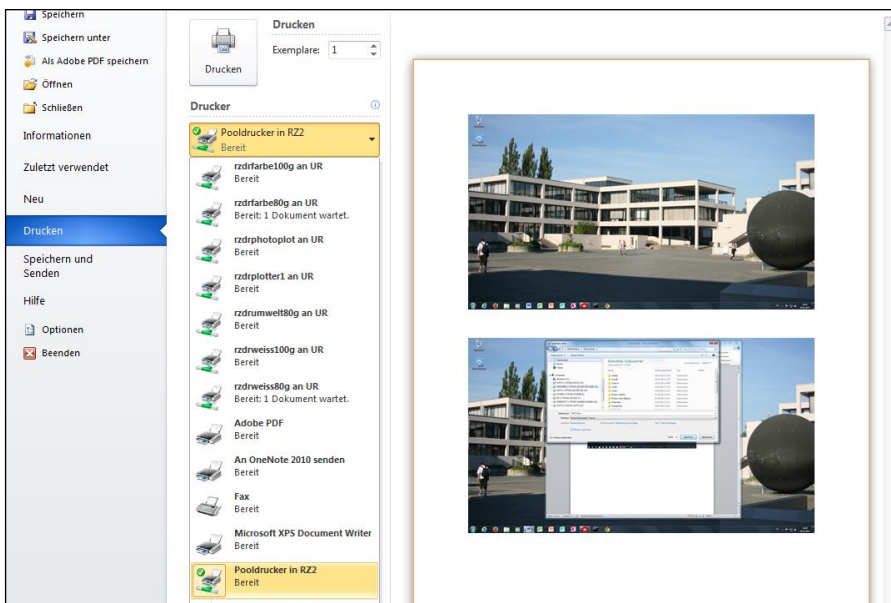 Speichern
Speichern unter
Als Adobe PDF speichern
Öffnen
Schließen
Informationen
Zuletzt verwendet
Neu
Drucken
Speichern und
Senden
Hilfe
Optionen
Beenden
Drucken
Exemplare: 1
Drucken
Drucker
Pooldrucker in RZ2
Bereit
rzdrfarbe100g an UR
Bereit
rzdrfarbe80g an UR
Bereit: 1 Dokument wartet.
rzdrphotoplot an UR
Bereit
rzdrplotter1 an UR
Bereit
rzdrumwelt80g an UR
Bereit
rzdrweiss100g an UR
Bereit
rzdrweiss80g an UR
Bereit: 1 Dokument wartet.
Adobe PDF
Bereit
An OneNote 2010 senden
Bereit
Fax
Bereit
Microsoft XPS Document Writer
Bereit
Pooldrucker in RZ2
Bereit